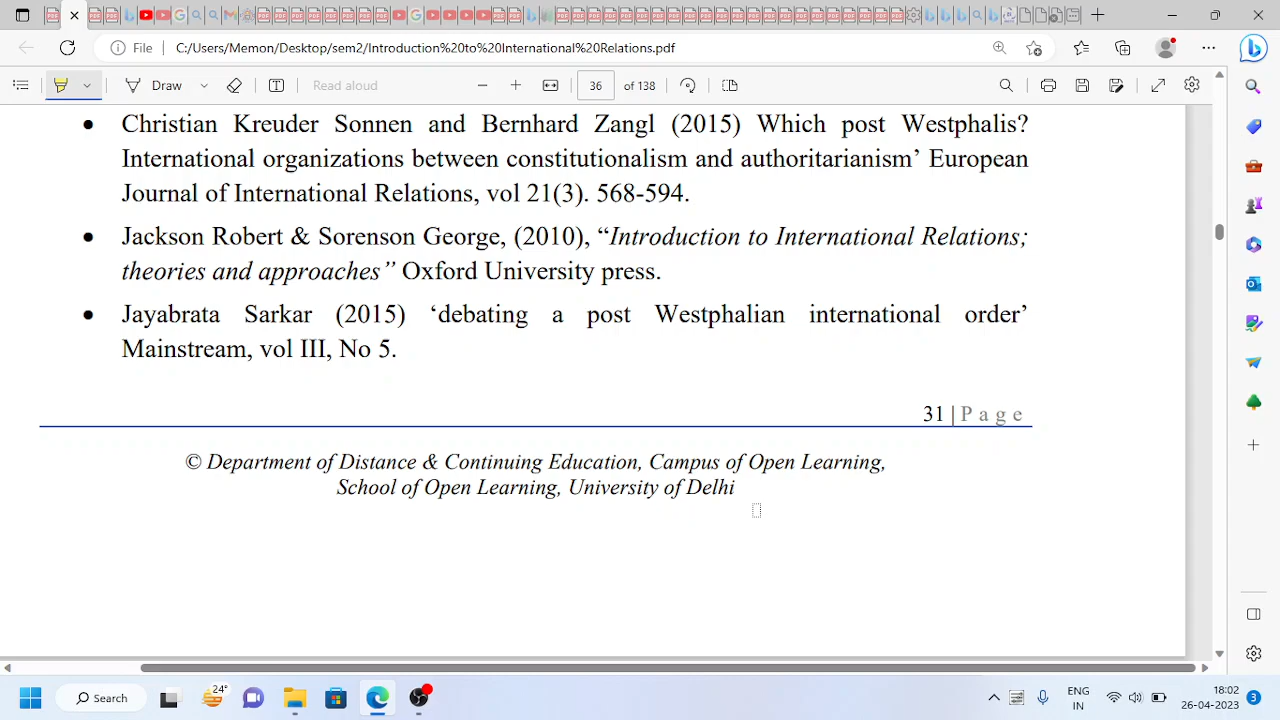 File
C:/Users/Memon/Desktop/sem2/Introduction%20to%20International%20Relations.pdf
Draw
Read aloud
36
of 138
• Christian Kreuder Sonnen and Bernhard Zangl (2015) Which post Westphalis?
International organizations between constitutionalism and authoritarianism’ European
Journal of International Relations, vol 21(3). 568-594.
• Jackson Robert & Sorenson George, (2010), “Introduction to International Relations;
theories and approaches” Oxford University press.
• Jayabrata Sarkar (2015) ‘debating a post Westphalian international order’
Mainstream, vol III, No 5.
31 | Page
© Department of Distance & Continuing Education, Campus of Open Learning,
School of Open Learning, University of Delhi
Search
24°
ENG
IN
18:02
26-04-2023
3